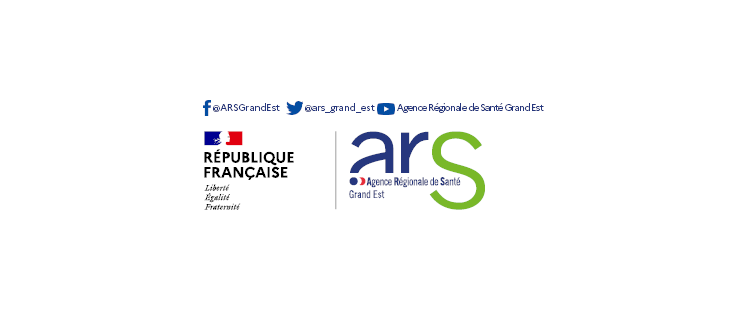 @ARSGrandEst @ars_grand_est Agence Régionale de Santé Grand Est
RÉPUBLIQUE
FRANÇAISE
Liberté
Égalité
Fraternité
ars
Agence Régionale de Santé
Grand Est